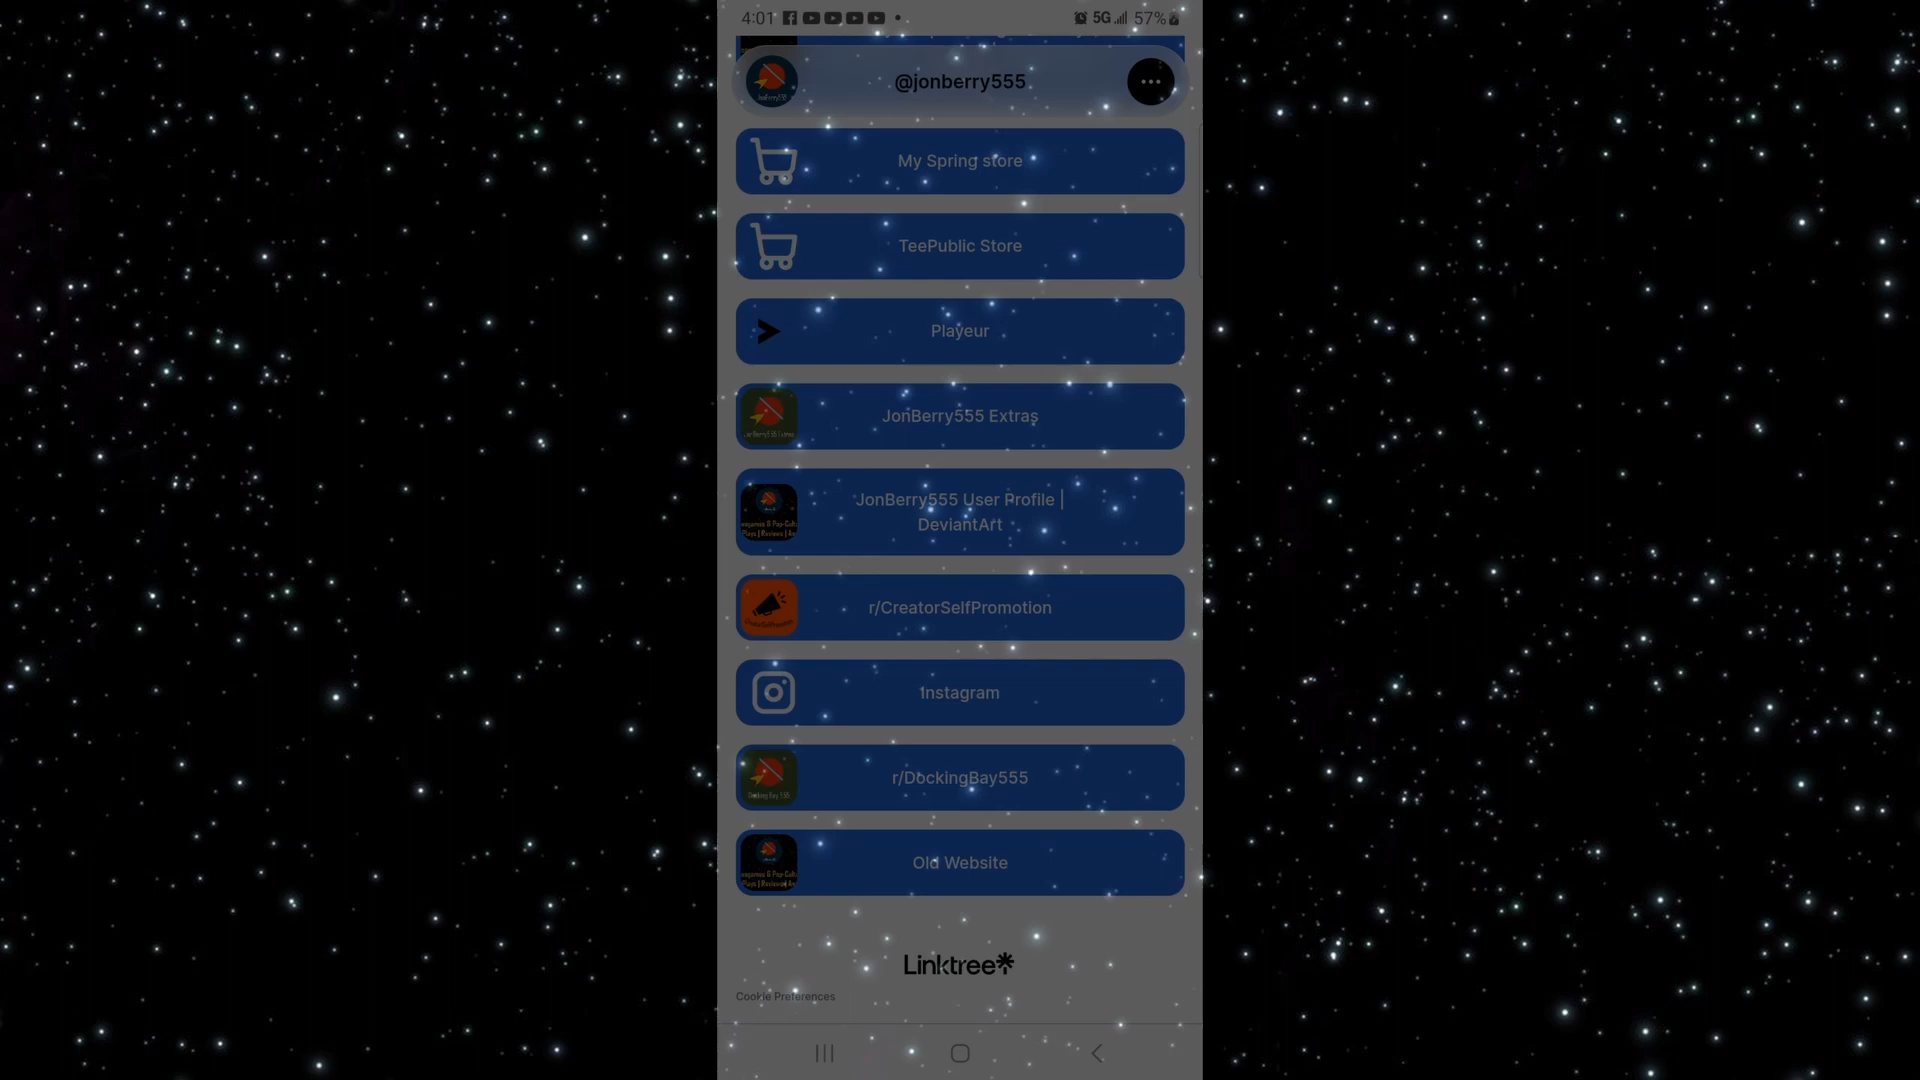 4:01
5G
57%
@jonberry555
My Spring store
TeePublic Store
Playeur
JonBerry555 Extras
JonBerry555 User Profile |
DeviantArt
r/CreatorSelfPromotion
Instagram
r/DockingBay555
Old Website
Linktree
Cookie Preferences